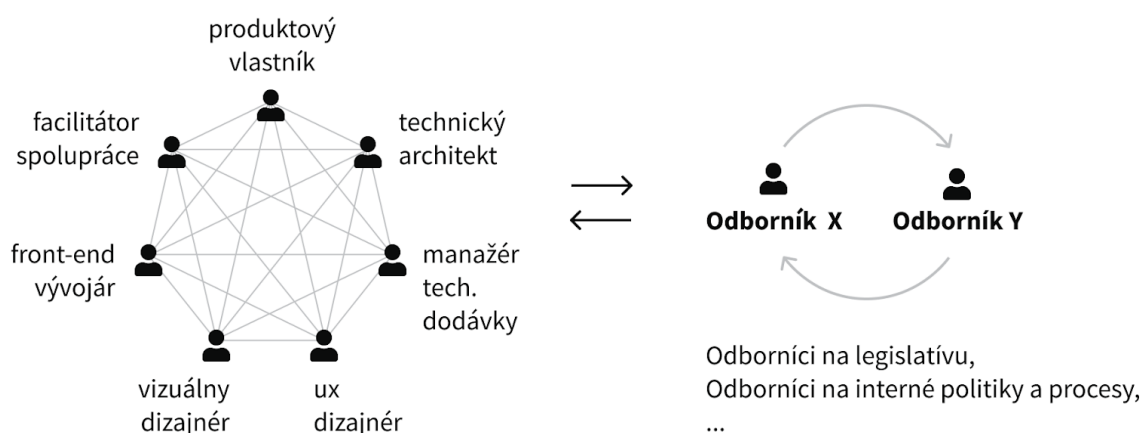 produktový
vlastník
facilitátor
spolupráce
technický
architekt
front-end
vývojár
manažér
tech.
dodávky
vizuálny
dizajnér
ux
dizajnér
Odborník X
Odborník Y
Odborníci na legislatívu,
Odborníci na interné politiky a procesy,
...